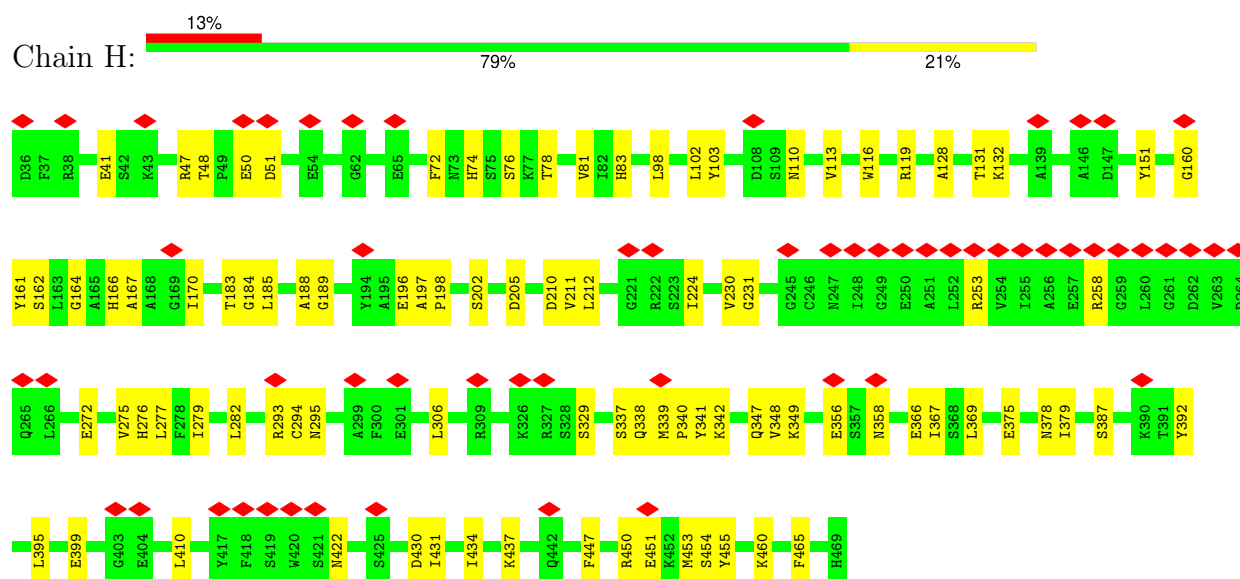 13%
Chain H:
79% 21%
D36 F37 R38 E41 S42 K43 R47 T48 P49 E50 D51 E54 G62 E65 F72 N73 H74 S75 S76 K77 T78 V81 I82 H83 L98 L102 Y103 D108 S109 N110 V113 W116 R119 A128 T131 K132 A139 A146 D147 Y151 G160
Y161 S162 L163 G164 A165 H166 A167 A168 G169 I170 T183 G184 L185 A188 G189 Y194 A195 E196 A197 P198 S202 D205 D210 V211 L212 G221 R222 S223 I224 V230 G231 G245 C246 N247 I248 G249 E250 A251 L252 R253 V254 I255 A256 E257 R258 G259 L260 G261 D262 V263
Q265 L266 E272 V275 H276 L277 F278 I279 L282 R293 C294 N295 A299 F300 E301 L306 R309 K326 R327 S328 S329 S337 Q338 M339 P340 Y341 K342 Q347 V348 K349 E356 S357 N358 E366 I367 S368 L369 E375 N378 I379 S387 K390 T391 Y392
L395 E399 G403 E404 L410 Y417 F418 S419 W420 S421 N422 S425 D430 I431 I434 K437 Q442 F447 R450 E451 K452 M453 S454 Y455 K460 F465 H469